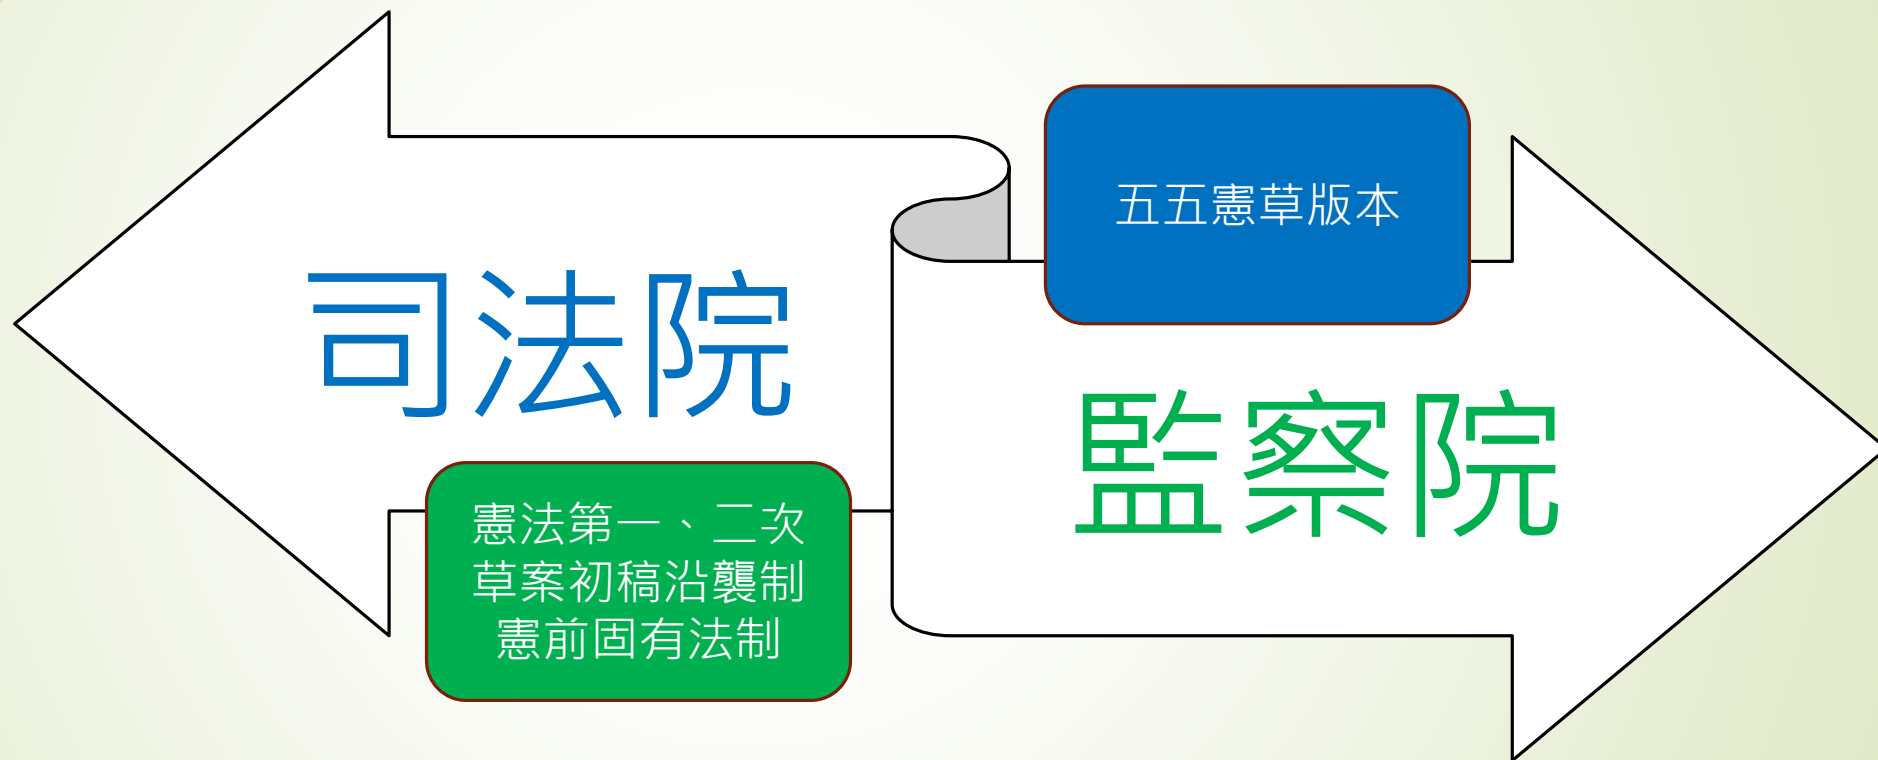 五五憲草版本
司法院
監察院
憲法第一、二次
草案初稿沿襲制
憲前固有法制